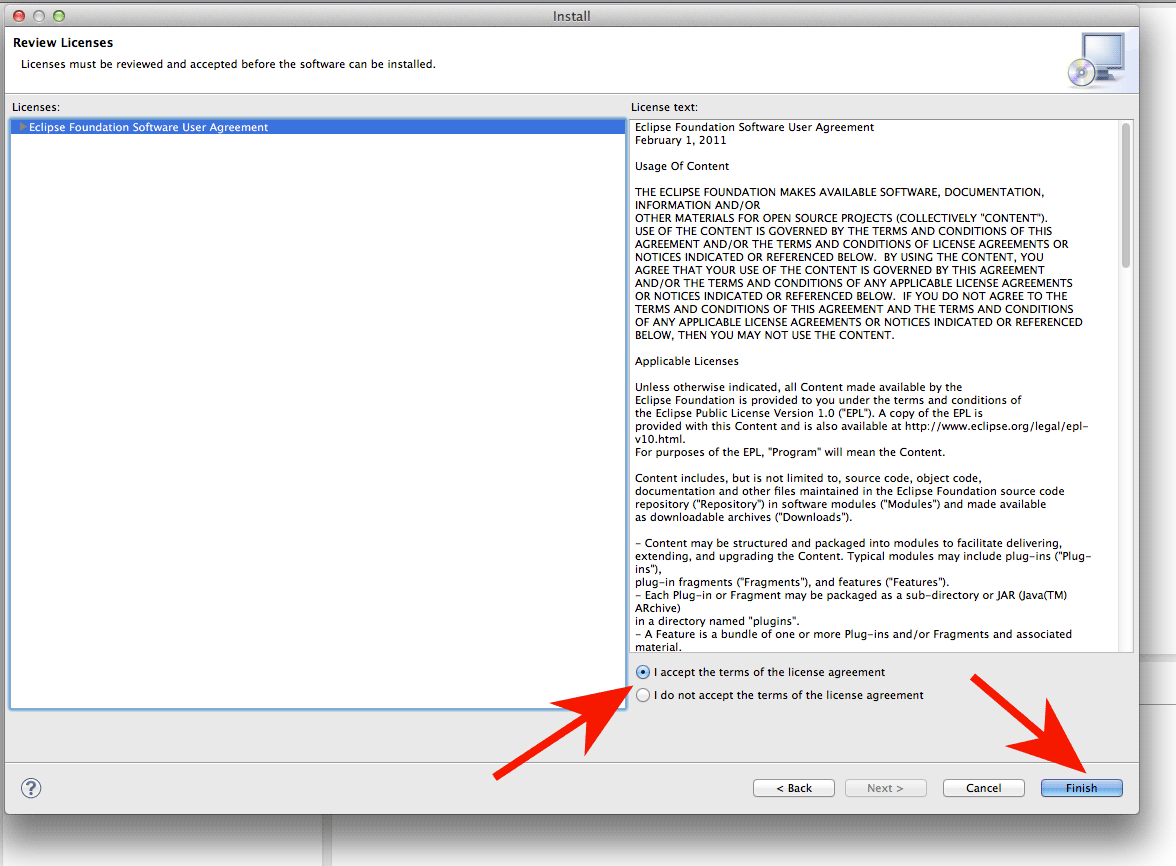 Install
Review Licenses
Licenses must be reviewed and accepted before the software can be installed.
Licenses:
Eclipse Foundation Software User Agreement
License text:
Eclipse Foundation Software User Agreement
February 1, 2011
Usage Of Content
THE ECLIPSE FOUNDATION MAKES AVAILABLE SOFTWARE, DOCUMENTATION,
INFORMATION AND/OR
OTHER MATERIALS FOR OPEN SOURCE PROJECTS (COLLECTIVELY "CONTENT").
USE OF THE CONTENT IS GOVERNED BY THE TERMS AND CONDITIONS OF THIS
AGREEMENT AND/OR THE TERMS AND CONDITIONS OF LICENSE AGREEMENTS OR
NOTICES INDICATED OR REFERENCED BELOW.  BY USING THE CONTENT, YOU
AGREE THAT YOUR USE OF THE CONTENT IS GOVERNED BY THIS AGREEMENT
AND/OR THE TERMS AND CONDITIONS OF ANY APPLICABLE LICENSE AGREEMENTS
OR NOTICES INDICATED OR REFERENCED BELOW.  IF YOU DO NOT AGREE TO THE
TERMS AND CONDITIONS OF THIS AGREEMENT AND THE TERMS AND CONDITIONS
OF ANY APPLICABLE LICENSE AGREEMENTS OR NOTICES INDICATED OR REFERENCED
BELOW, THEN YOU MAY NOT USE THE CONTENT.
Applicable Licenses
Unless otherwise indicated, all Content made available by the
Eclipse Foundation is provided to you under the terms and conditions of
the Eclipse Public License Version 1.0 ("EPL"). A copy of the EPL is
provided with this Content and is also available at http://www.eclipse.org/legal/epl-
v10.html.
For purposes of the EPL, "Program" will mean the Content.
Content includes, but is not limited to, source code, object code,
documentation and other files maintained in the Eclipse Foundation source code
repository ("Repository") in software modules ("Modules") and made available
as downloadable archives ("Downloads").
- Content may be structured and packaged into modules to facilitate delivering,
extending, and upgrading the Content. Typical modules may include plug-ins ("Plug-
ins"),
plug-in fragments ("Fragments"), and features ("Features").
- Each Plug-in or Fragment may be packaged as a sub-directory or JAR (Java(TM)
ARchive)
in a directory named "plugins".
- A Feature is a bundle of one or more Plug-ins and/or Fragments and associated
material.
I accept the terms of the license agreement
I do not accept the terms of the license agreement
?
< Back
Next >
Cancel
Finish